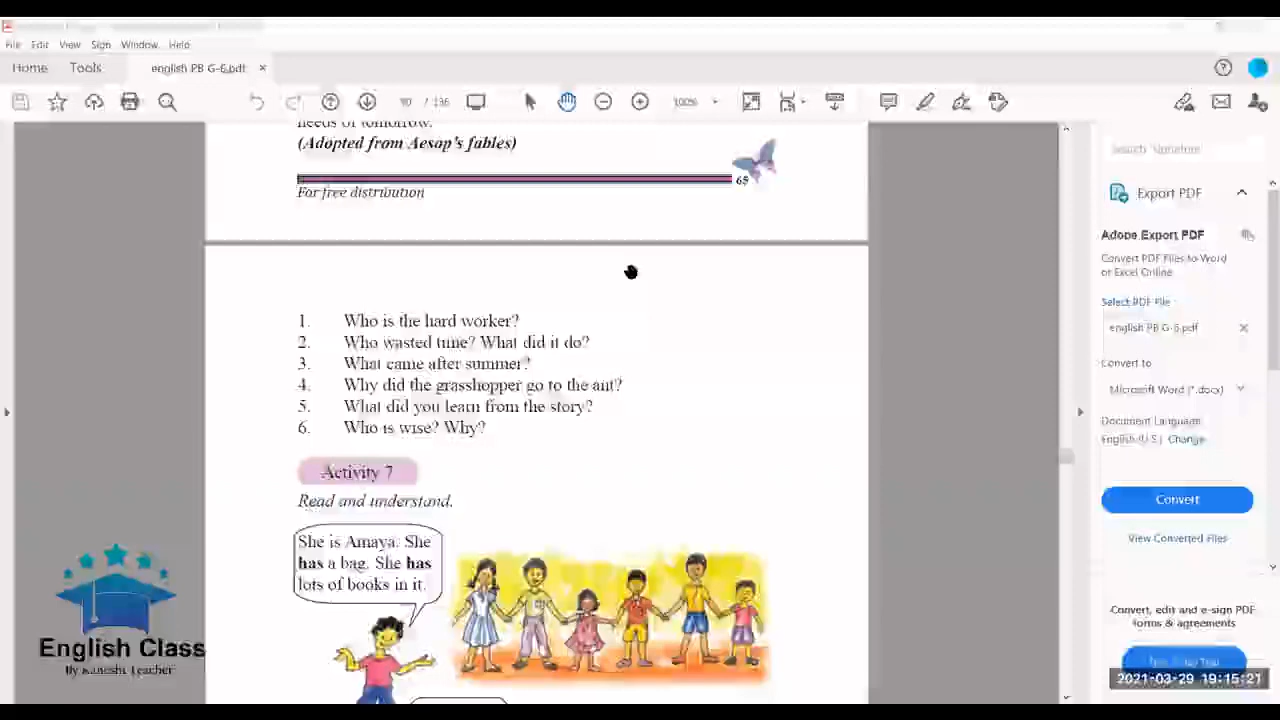 File Edit View Sign Window Help
Home Tools english PB G-6.pdf ×
90 / 136 100%
needs of tomorrow.
(Adopted from Aesop's fables)
65
For free distribution
1. Who is the hard worker?
2. Who wasted time? What did it do?
3. What came after summer?
4. Why did the grasshopper go to the ant?
5. What did you learn from the story?
6. Who is wise? Why?
Activity 7
Read and understand.
She is Amaya. She
has a bag. She has
lots of books in it.
English Class
By Teacher
Export PDF
Adobe Export PDF
Convert PDF Files to Word
or Excel Online
Select PDF File
english PB G-6.pdf
Convert to
Microsoft Word (*.docx)
Document Language:
English (U.S.) Change
Convert
View Converted Files
Convert, edit and e-sign PDF
forms & agreements
2021-03-29 19:15:21